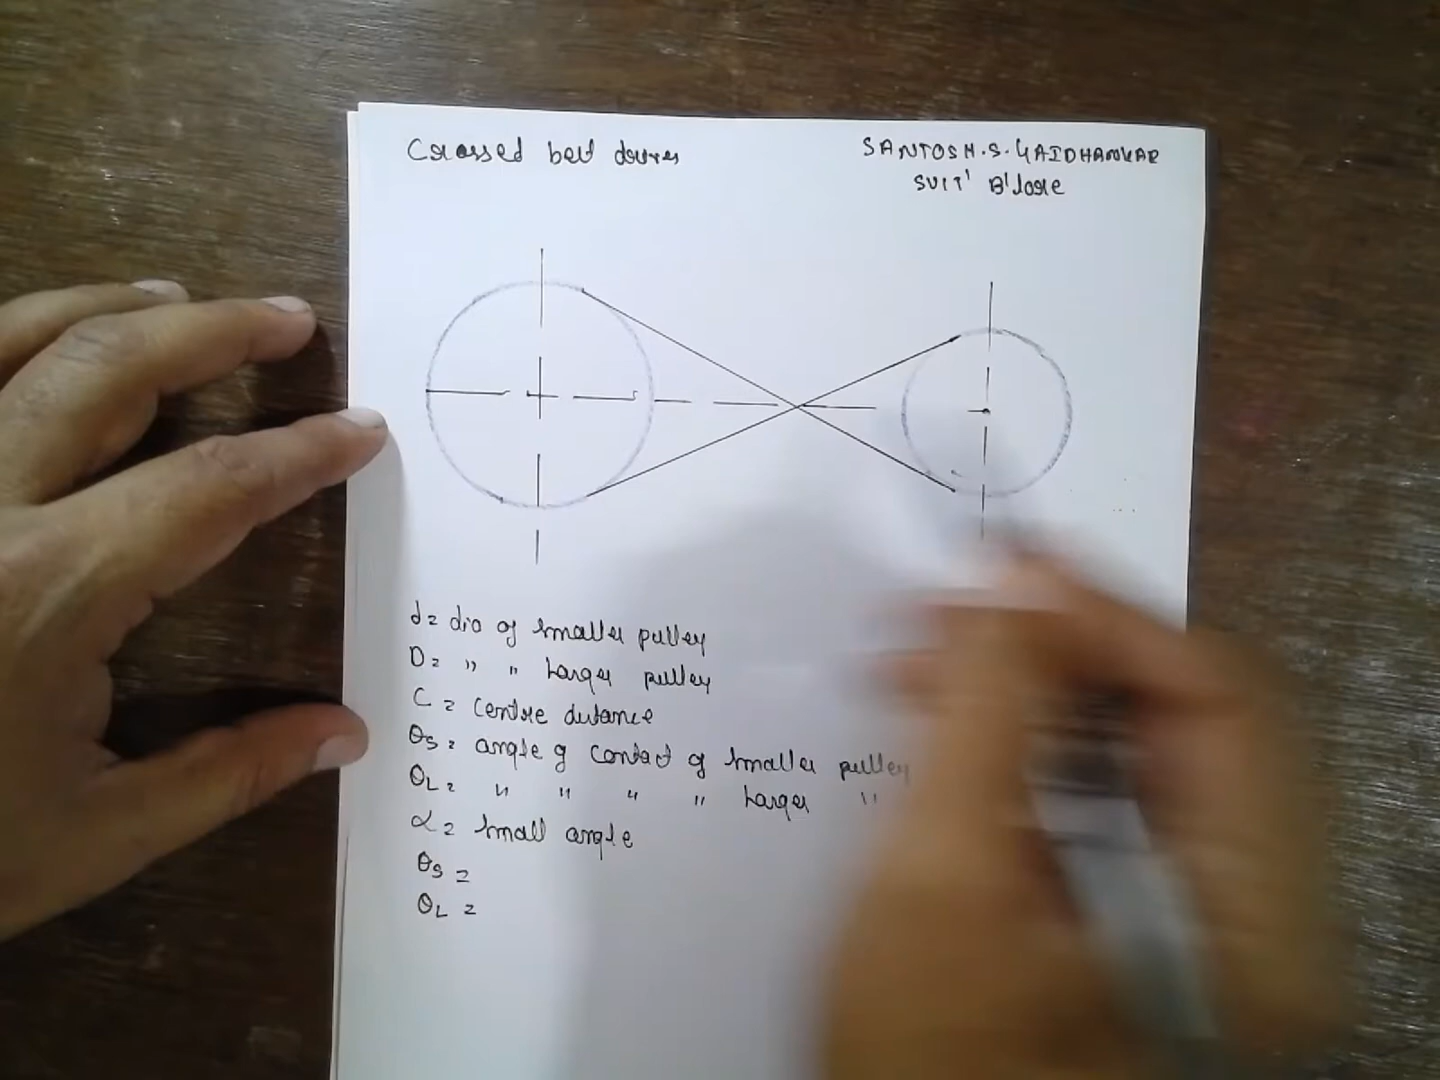 Crossed belt drives
SANTOSH.S.GAIDHANKAR
SVIT' B'lore
d = dia of smaller pulley
D = " " Larger pulley
C = Centre distance
θS = angle of contact of smaller pulley
θL = " " " " Larger "
α = small angle
θS =
θL =